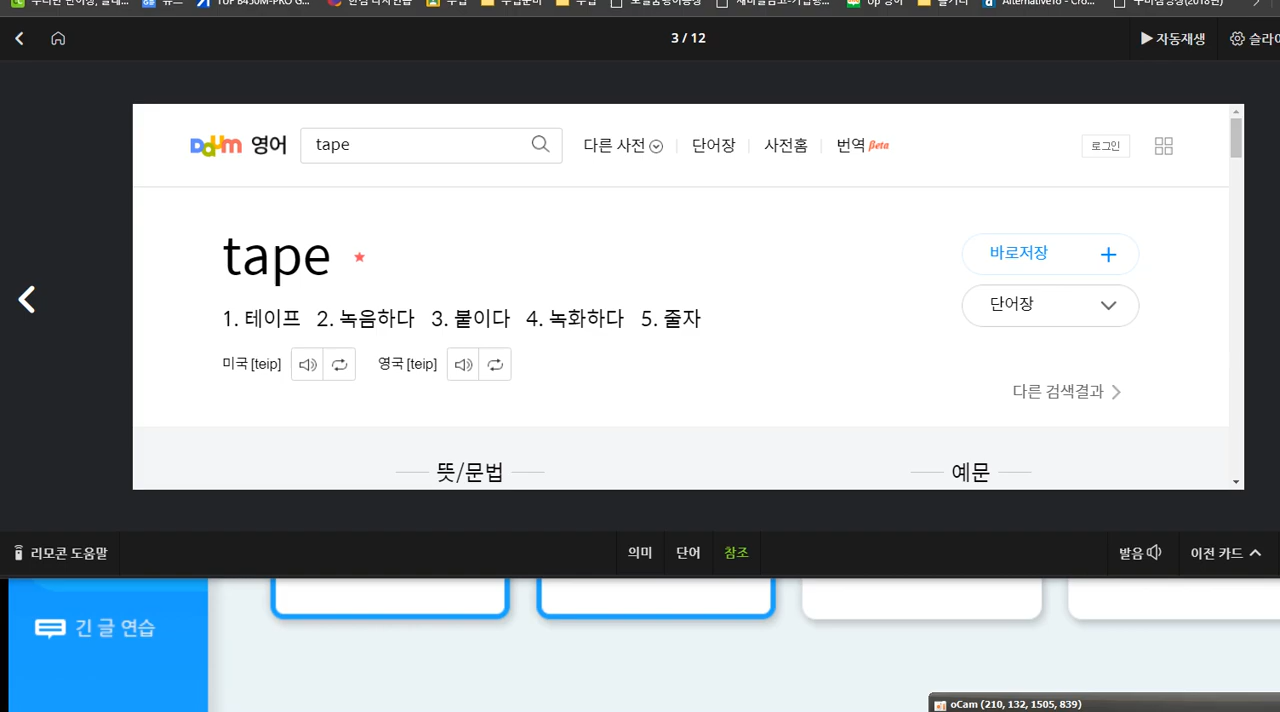 3 / 12
▶ 자동재생
Daum 영어
tape
다른 사전
단어장
사전홈
번역 Beta
로그인
tape
1. 테이프 2. 녹음하다 3. 붙이다 4. 녹화하다 5. 줄자
미국 [teip]
영국 [teip]
바로저장 +
단어장
다른 검색결과
뜻/문법
예문
리모콘 도움말
의미
단어
참조
발음
이전 카드
긴 글 연습
oCam (210, 132, 1505, 839)